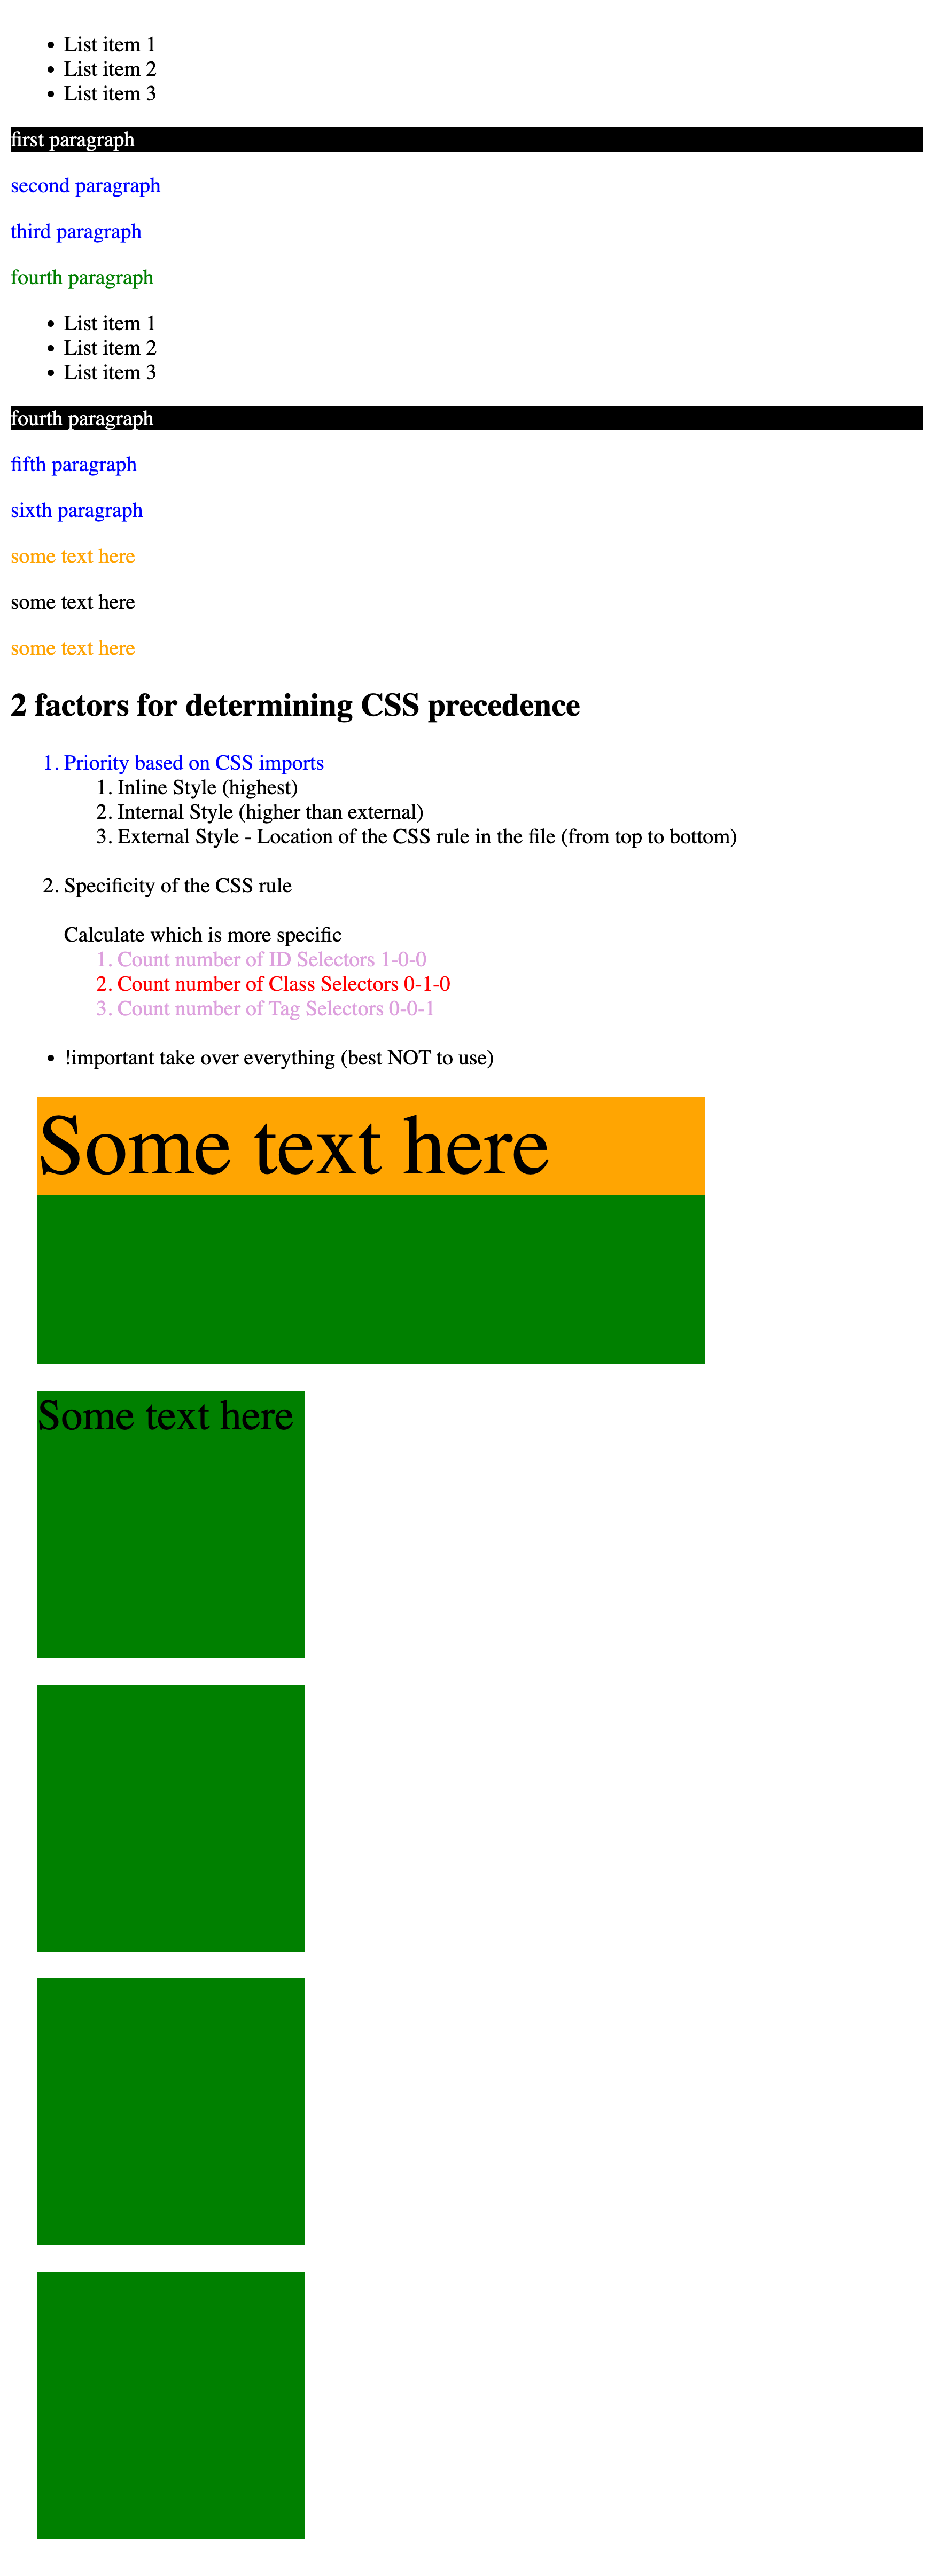 • List item 1
• List item 2
• List item 3
first paragraph
second paragraph
third paragraph
fourth paragraph
• List item 1
• List item 2
• List item 3
fourth paragraph
fifth paragraph
sixth paragraph
some text here
some text here
some text here
2 factors for determining CSS precedence
1. Priority based on CSS imports
1. Inline Style (highest)
2. Internal Style (higher than external)
3. External Style - Location of the CSS rule in the file (from top to bottom)
2. Specificity of the CSS rule
Calculate which is more specific
1. Count number of ID Selectors 1-0-0
2. Count number of Class Selectors 0-1-0
3. Count number of Tag Selectors 0-0-1
• !important take over everything (best NOT to use)
Some text here
Some text here